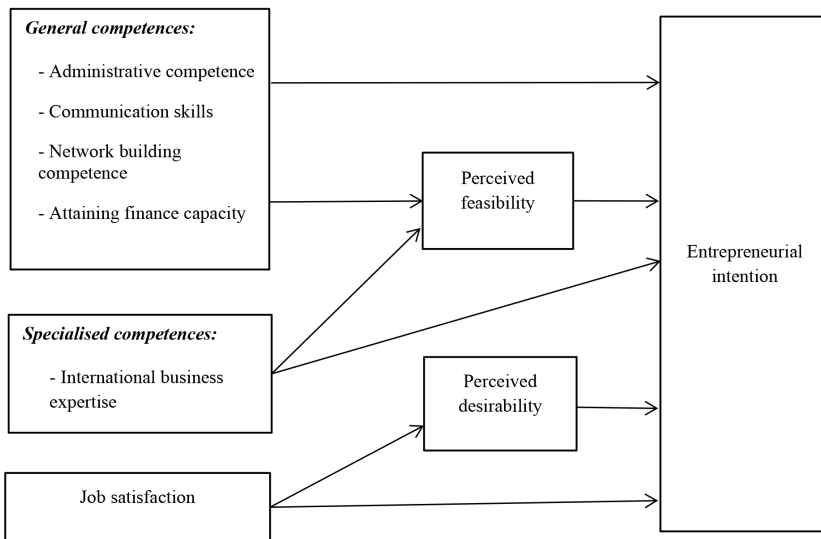 General competences:
- Administrative competence
- Communication skills
- Network building
competence
- Attaining finance capacity
Perceived
feasibility
Entrepreneurial
intention
Specialised competences:
- International business
expertise
Perceived
desirability
Job satisfaction